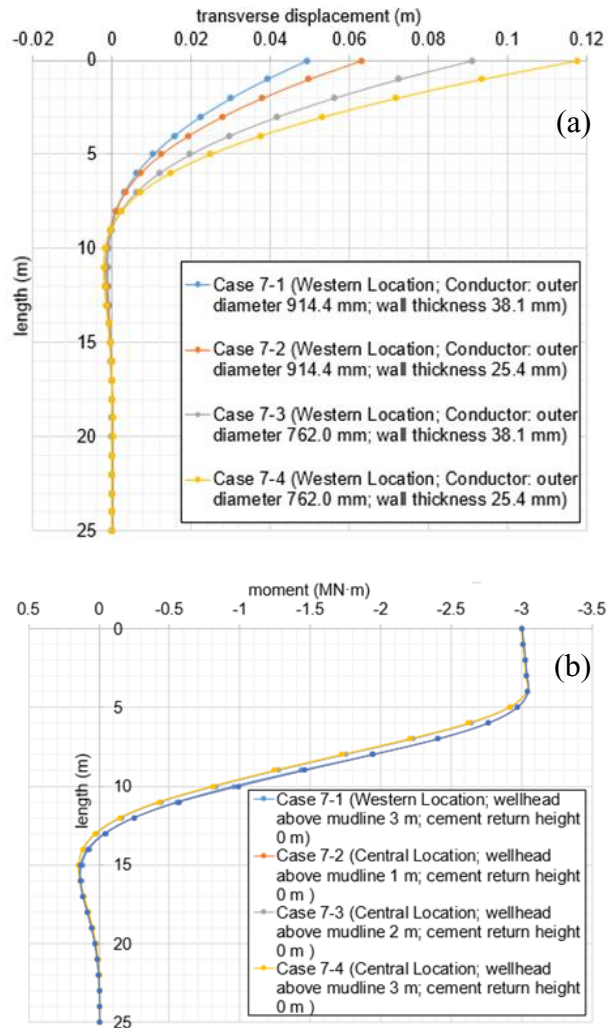 transverse displacement (m)
-0.02 0 0.02 0.04 0.06 0.08 0.1 0.12
0
(a)
5
10
15
20
25
length (m)
Case 7-1 (Western Location; Conductor: outer
diameter 914.4 mm; wall thickness 38.1 mm)
Case 7-2 (Western Location; Conductor: outer
diameter 914.4 mm; wall thickness 25.4 mm)
Case 7-3 (Western Location; Conductor: outer
diameter 762.0 mm; wall thickness 38.1 mm)
Case 7-4 (Western Location; Conductor: outer
diameter 762.0 mm; wall thickness 25.4 mm)
moment (MN·m)
0.5 0 -0.5 -1 -1.5 -2 -2.5 -3 -3.5
0
(b)
5
10
15
20
25
length (m)
Case 7-1 (Western Location; wellhead
above mudline 3 m; cement return height
0 m)
Case 7-2 (Central Location; wellhead
above mudline 1 m; cement return height
0 m )
Case 7-3 (Central Location; wellhead
above mudline 2 m; cement return height
0 m )
Case 7-4 (Central Location; wellhead
above mudline 3 m; cement return height
0 m )